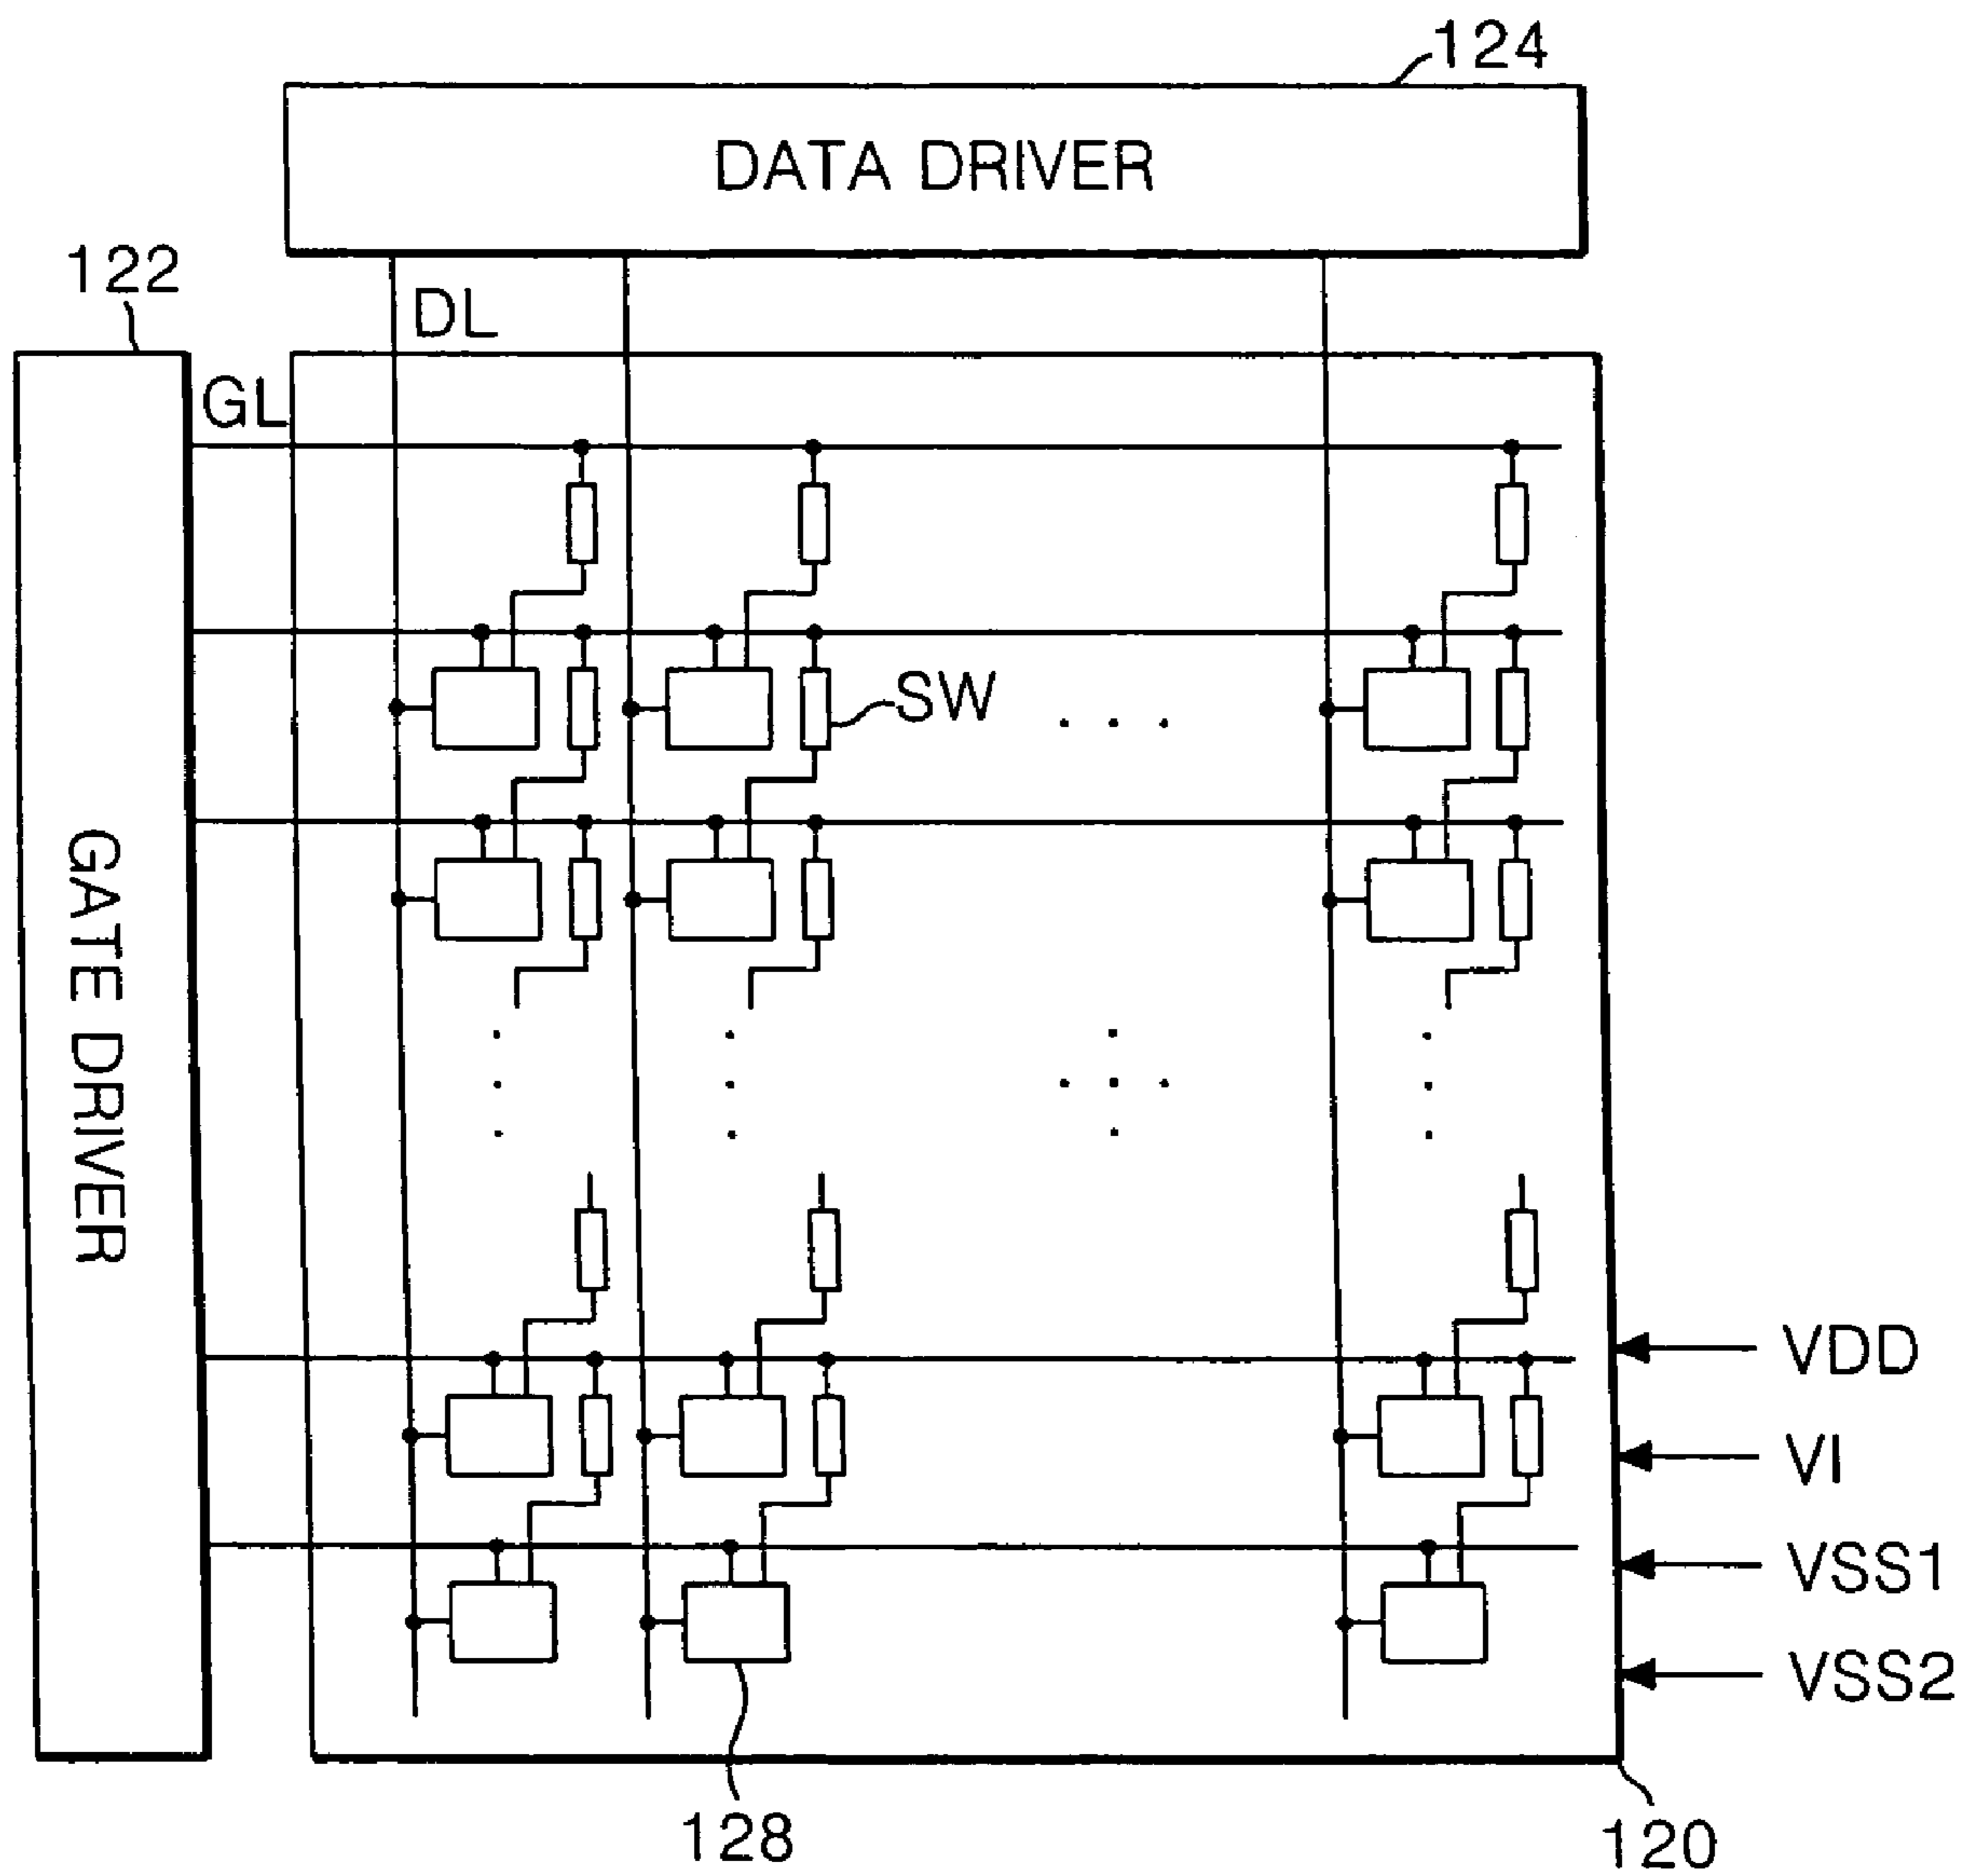 124
DATA DRIVER
122
DL
GL
SW
GATE DRIVER
VDD
VI
VSS1
VSS2
128
120